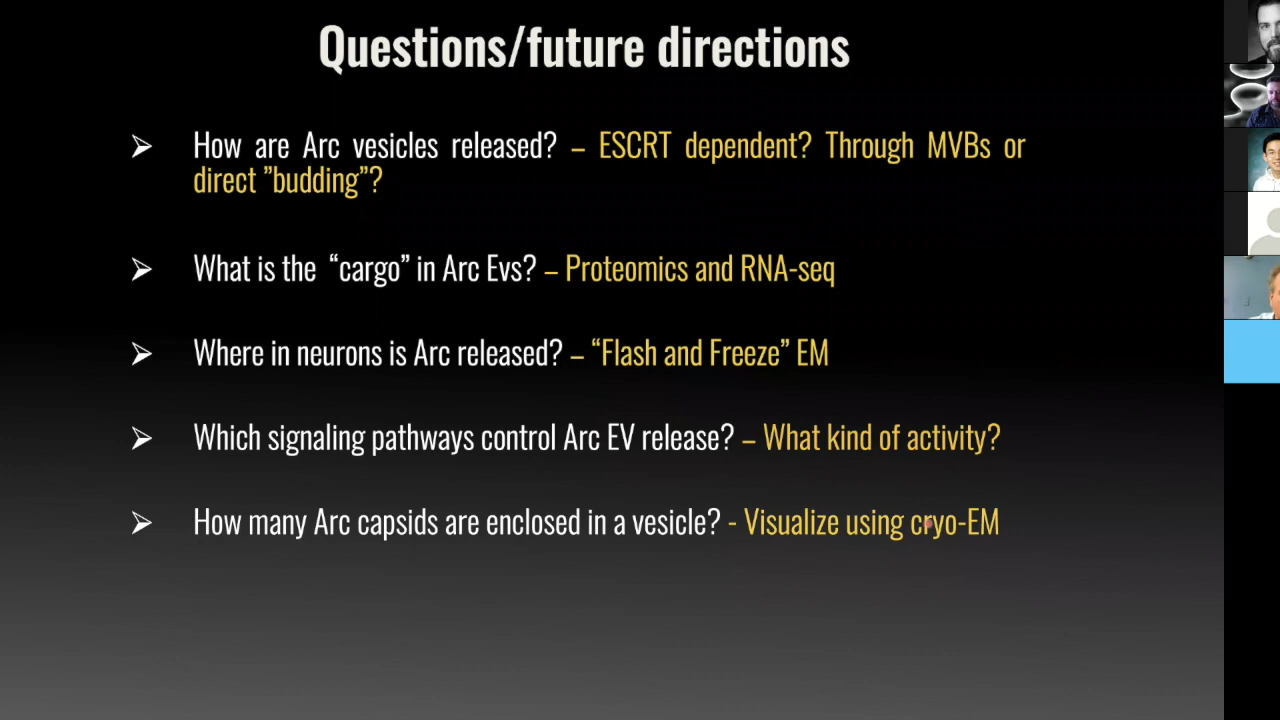 Questions/future directions
How are Arc vesicles released? – ESCRT dependent? Through MVBs or
direct ”budding”?
What is the “cargo” in Arc Evs? – Proteomics and RNA-seq
Where in neurons is Arc released? – “Flash and Freeze” EM
Which signaling pathways control Arc EV release? – What kind of activity?
How many Arc capsids are enclosed in a vesicle? - Visualize using cryo-EM